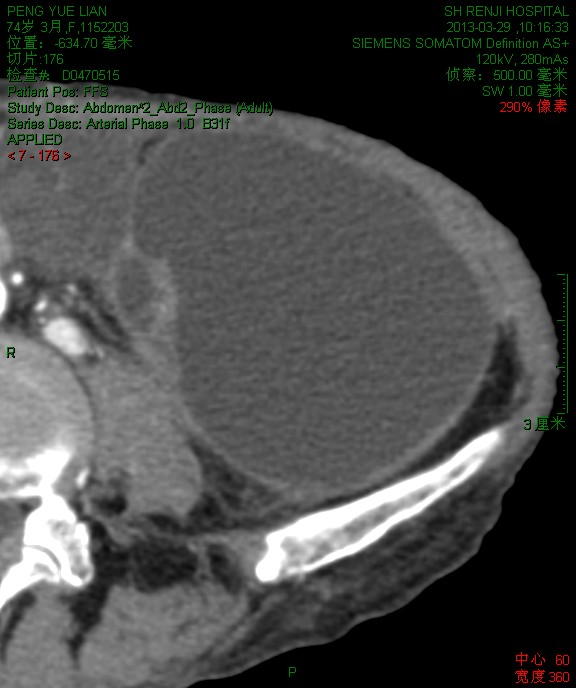 PENG YUE LIAN
74岁 3月,F,1152203
位置: -634.70 毫米
切片:176
检查#: D0470515
Patient Pos: FFS
Study Desc: Abdomen^2_Abd2_Phase (Adult)
Series Desc: Arterial Phase 1.0 B31f
APPLIED
< 7 - 176 >
SH RENJI HOSPITAL
2013-03-29 ,10:16:33
SIEMENS SOMATOM Definition AS+
120kV, 280mAs
侦察: 500.00 毫米
SW 1.00 毫米
290% 像素
R
3 厘米
P
中心 60
宽度360